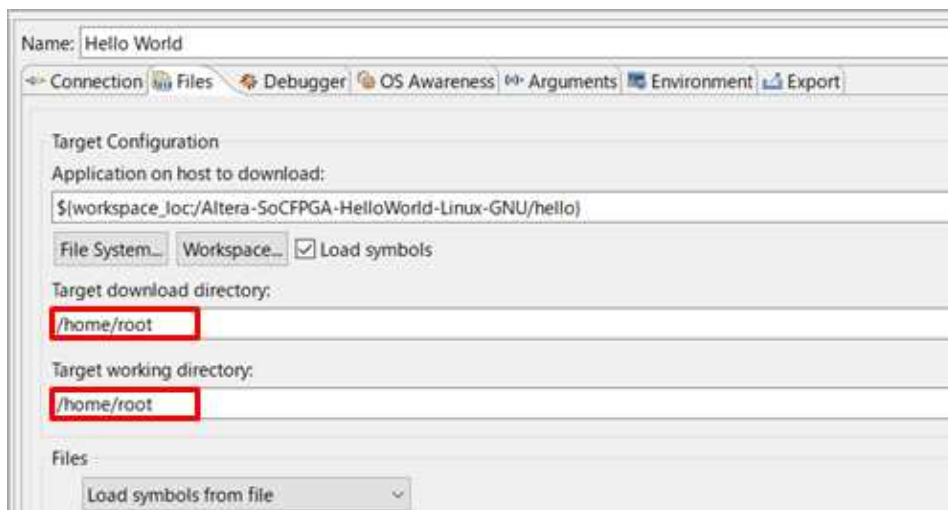 Name: Hello World
Connection Files Debugger OS Awareness Arguments Environment Export
Target Configuration
Application on host to download:
${workspace_loc:/Altera-SoCFPGA-HelloWorld-Linux-GNU/hello}
File System... Workspace... Load symbols
Target download directory:
/home/root
Target working directory:
/home/root
Files
Load symbols from file